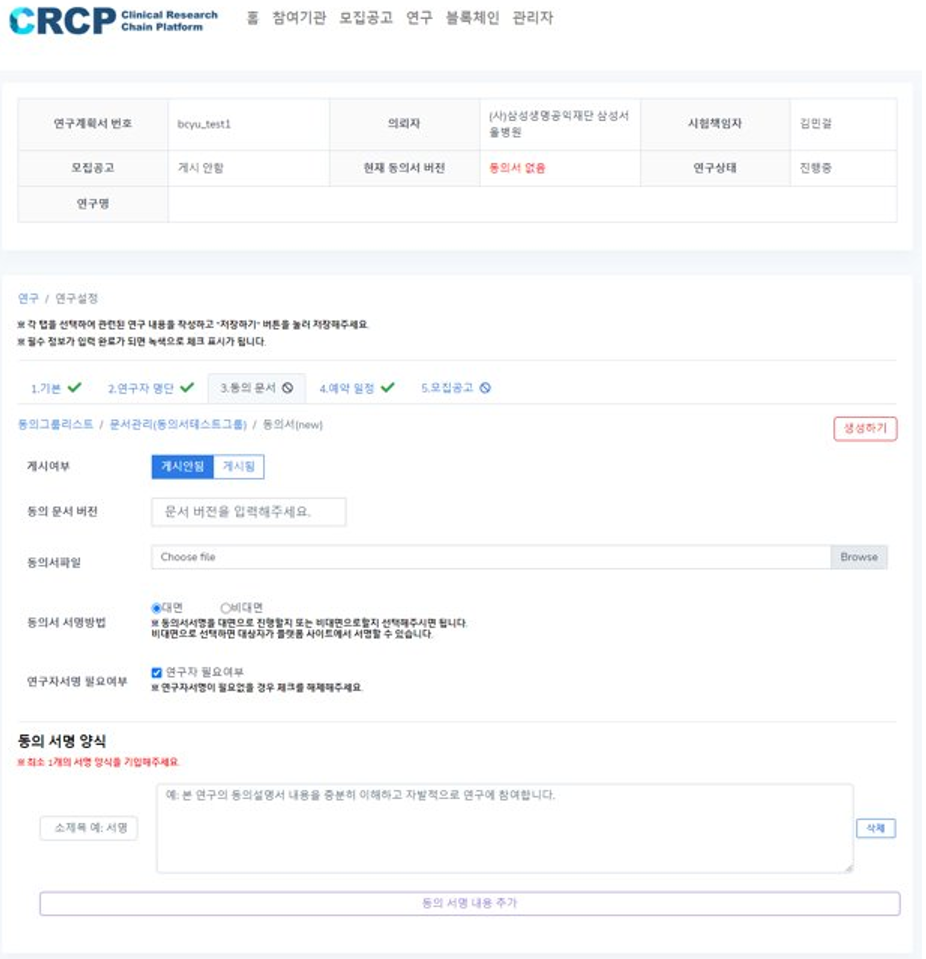 CRCP Clinical Research Chain Platform
홈 참여기관 모집공고 연구 블록체인 관리자
연구계획서 번호 bcyu_test1 의뢰자 (사)삼성생명공익재단 삼성서울병원 시험책임자 김민걸
모집공고 게시 안함 현재 동의서 버전 동의서 없음 연구상태 진행중
연구명
연구 / 연구설정
※ 각 탭을 선택하여 관련된 연구 내용을 작성하고 "저장하기" 버튼을 눌러 저장해주세요.
※ 필수 정보가 입력 완료가 되면 녹색으로 체크 표시가 됩니다.
1.기본 2.연구자 명단 3.동의 문서 4.예약 일정 5.모집공고
동의그룹리스트 / 문서관리(동의서테스트그룹) / 동의서(new)
생성하기
게시여부 게시안됨 게시됨
동의 문서 버전 문서 버전을 입력해주세요.
동의서파일 Choose file Browse
동의서 서명방법 대면 비대면
※ 동의서서명을 대면으로 진행할지 또는 비대면으로할지 선택해주시면 됩니다.
비대면으로 선택하면 대상자가 플랫폼 사이트에서 서명할 수 있습니다.
연구자서명 필요여부 연구자 필요여부
※ 연구자서명이 필요없을 경우 체크를 해제해주세요.
동의 서명 양식
※ 최소 1개의 서명 양식을 기입해주세요.
소제목 예: 서명 예: 본 연구의 동의설명서 내용을 충분히 이해하고 자발적으로 연구에 참여합니다. 삭제
동의 서명 내용 추가